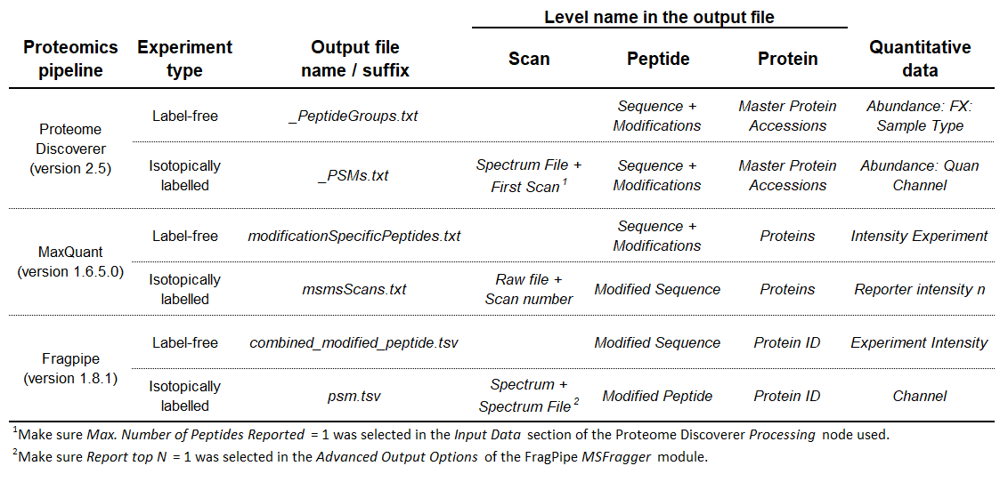 Level name in the output file
Proteomics pipeline Experiment type Output file name / suffix Scan Peptide Protein Quantitative data
Proteome Discoverer (version 2.5) Label-free _PeptideGroups.txt Sequence + Modifications Master Protein Accessions Abundance: FX: Sample Type
Isotopically labelled _PSMs.txt Spectrum File + First Scan 1 Sequence + Modifications Master Protein Accessions Abundance: Quan Channel
MaxQuant (version 1.6.5.0) Label-free modificationSpecificPeptides.txt Sequence + Modifications Proteins Intensity Experiment
Isotopically labelled msmsScans.txt Raw file + Scan number Modified Sequence Proteins Reporter intensity n
Fragpipe (version 1.8.1) Label-free combined_modified_peptide.tsv Modified Sequence Protein ID Experiment Intensity
Isotopically labelled psm.tsv Spectrum + Spectrum File 2 Modified Peptide Protein ID Channel
1Make sure Max. Number of Peptides Reported = 1 was selected in the Input Data section of the Proteome Discoverer Processing node used.
2Make sure Report top N = 1 was selected in the Advanced Output Options of the FragPipe MSFragger module.